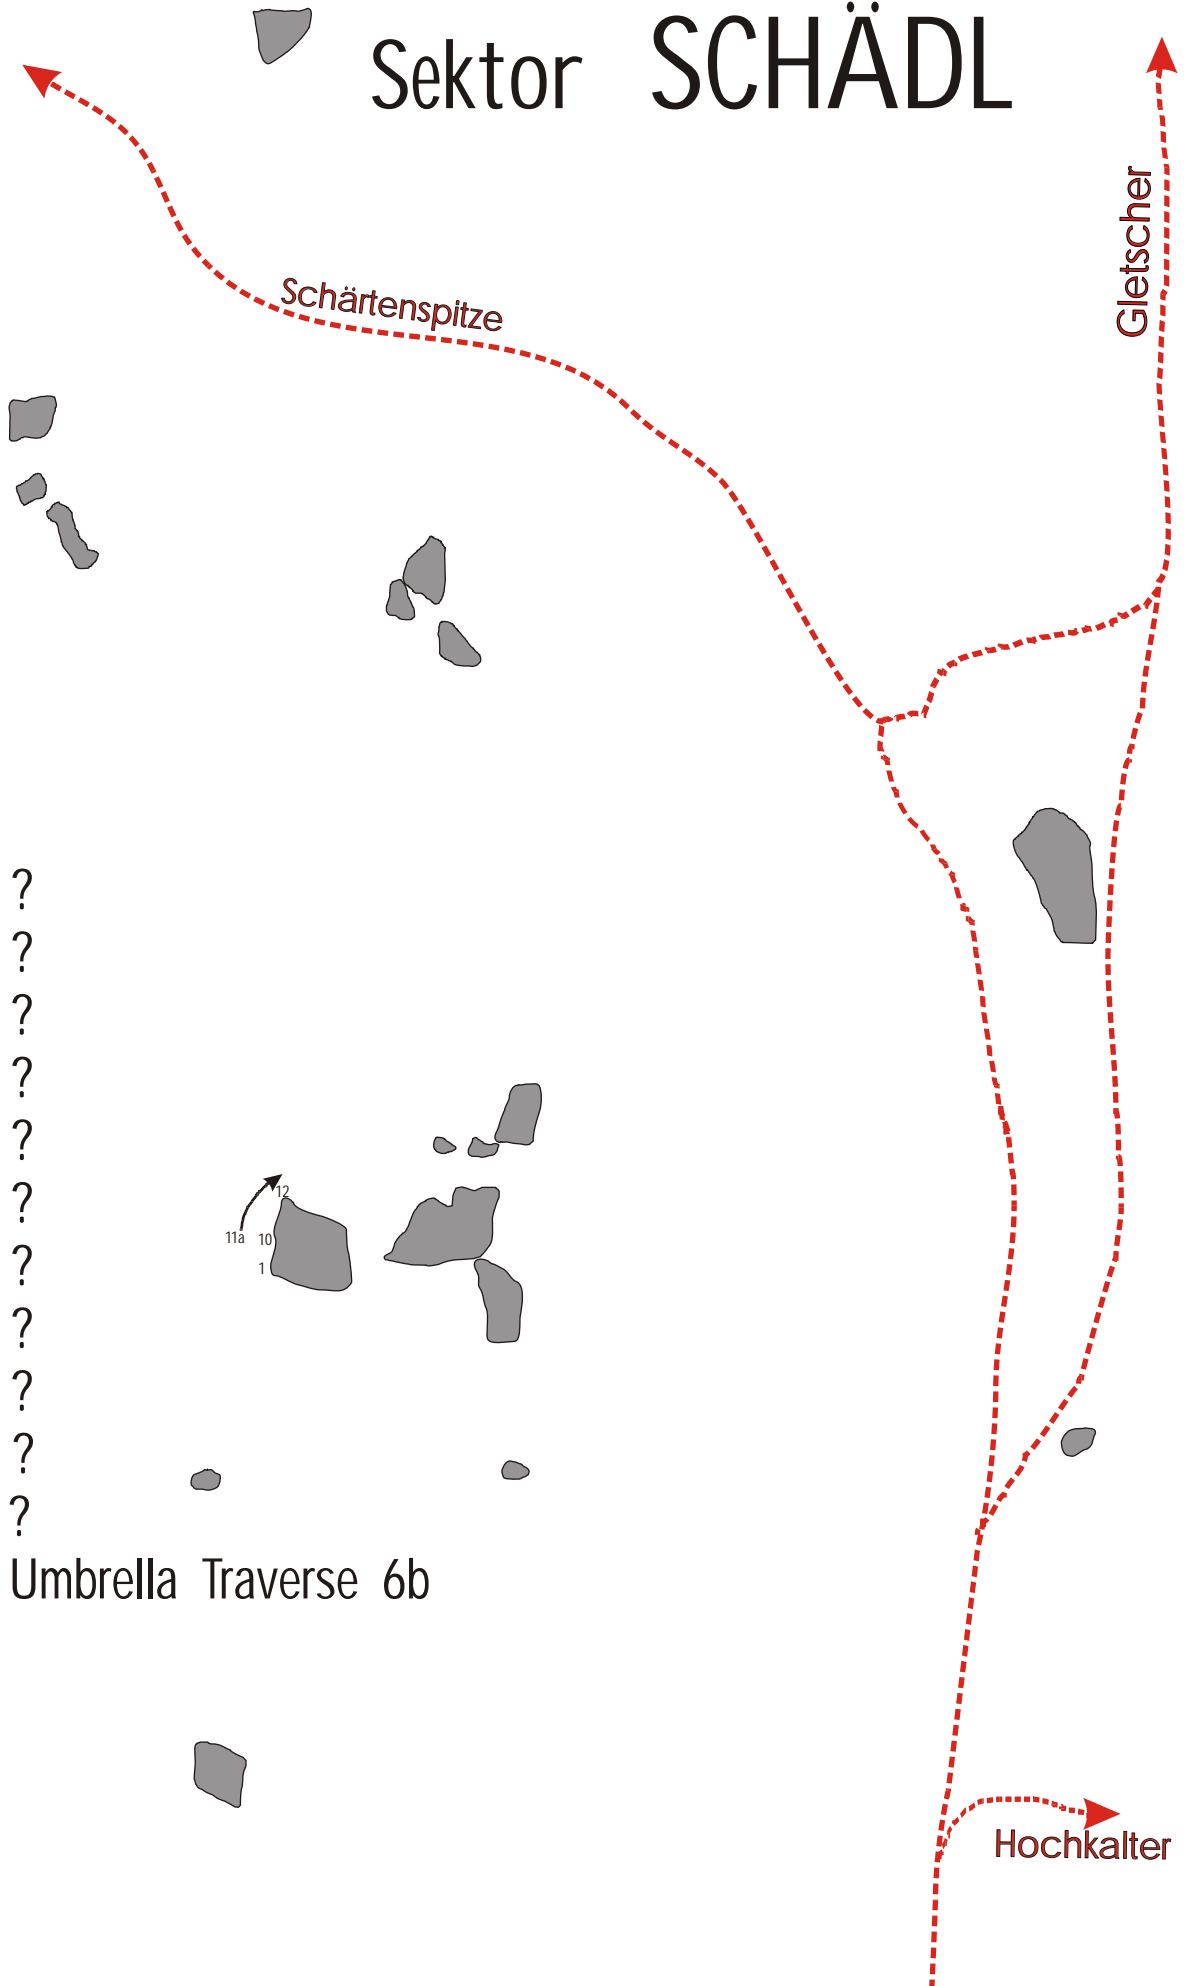 Sektor SCHÄDL
Gletscher
Schärtenspitze
?
?
?
?
?
?
?
?
?
?
?
12
11a 10
1
Umbrella Traverse 6b
Hochkalter